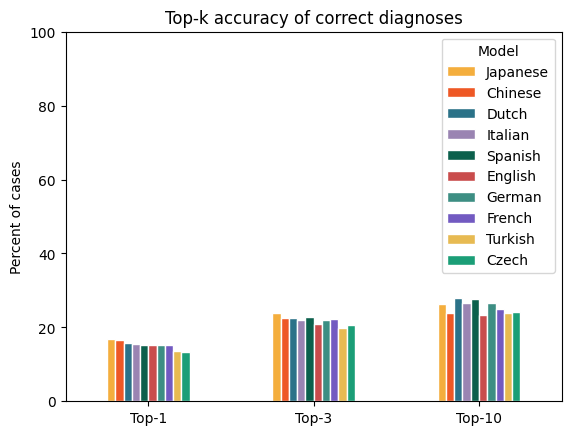 Top-k accuracy of correct diagnoses
Percent of cases
100
80
60
40
20
0
Top-1
Top-3
Top-10
Model
Japanese
Chinese
Dutch
Italian
Spanish
English
German
French
Turkish
Czech